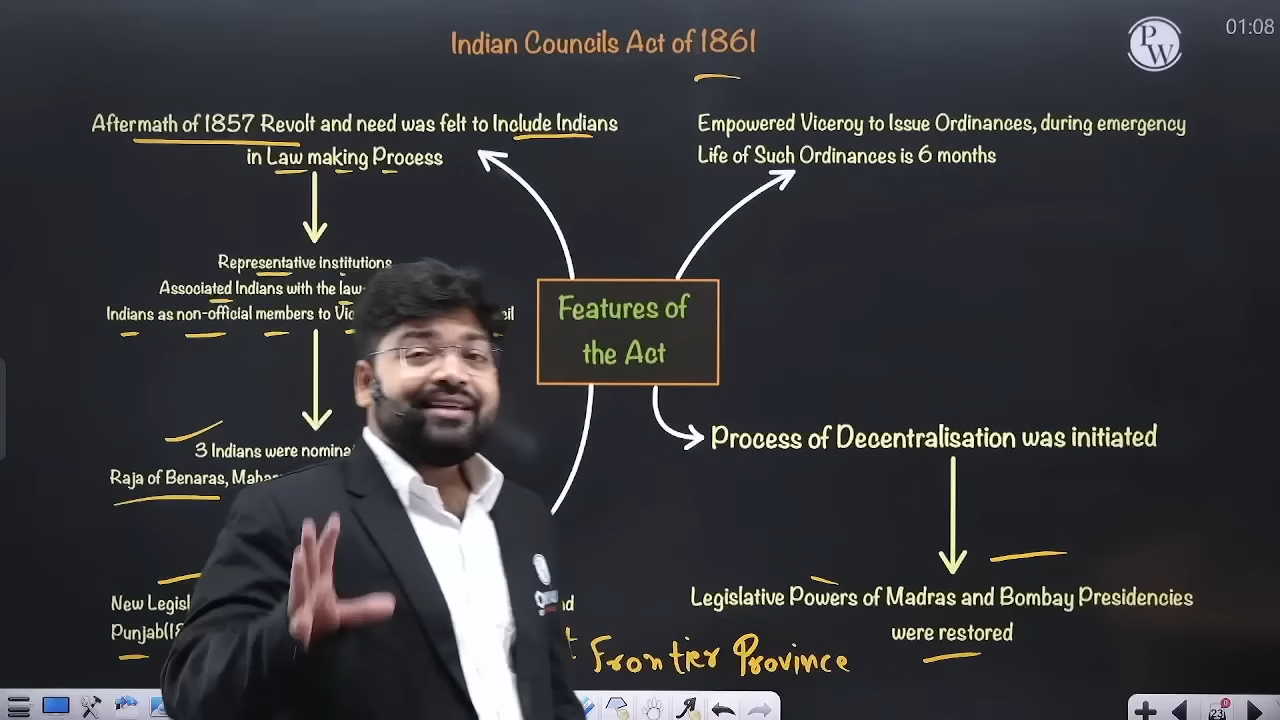 Indian Councils Act of 1861
PW
01:08
Aftermath of 1857 Revolt and need was felt to Include Indians
in Law making Process
Empowered Viceroy to Issue Ordinances, during emergency
Life of Such Ordinances is 6 months
Representative institutions
Associated Indians with the law-
Indians as non-official members to
Features of
the Act
3 Indians were
Raja of Benaras,
Process of Decentralisation was initiated
New
Punjab
Legislative Powers of Madras and Bombay Presidencies
were restored
Frontier Province
23